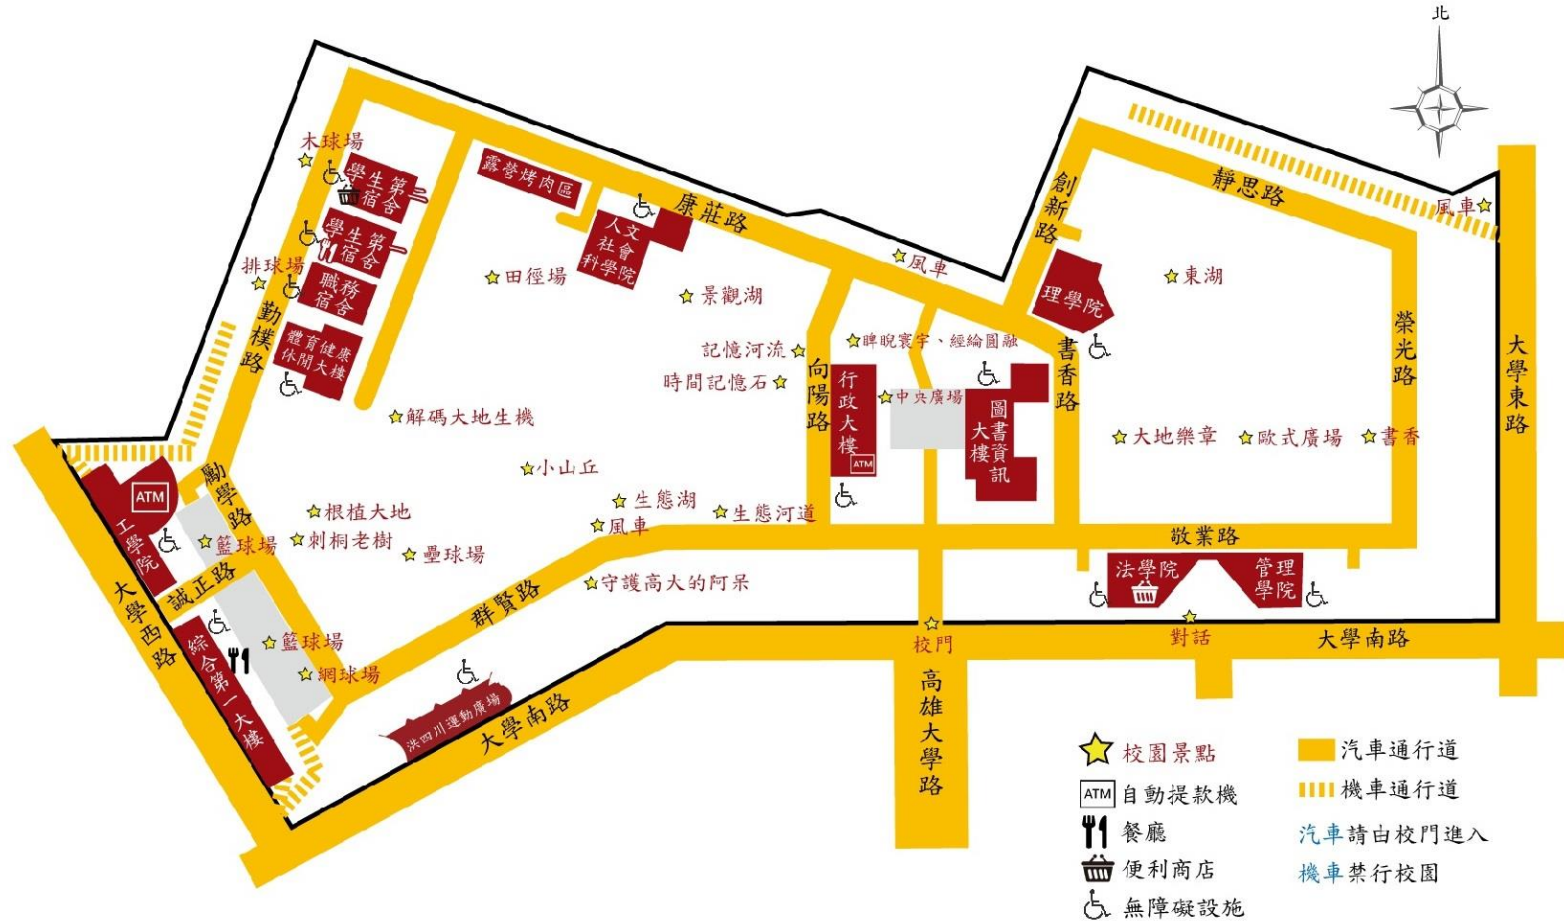 北
木球場
學生第二
宿舍
學生第一
宿舍
排球場
職務
宿舍
體育健康
休閒大樓
勤樸路
露營烤肉區
人文
社會
科學院
康莊路
田徑場
景觀湖
風車
創新路
靜思路
風車
理學院
東湖
榮光路
大學東路
記憶河流
時間記憶石
向陽路
睥睨寰宇、經綸圓融
行政大樓
ATM
中央廣場
圖書資訊
大樓
書香路
大地樂章
歐式廣場
書香
解碼大地生機
小山丘
生態湖
風車
生態河道
ATM
工學院
勵學路
根植大地
籃球場
刺桐老樹
壘球場
誠正路
大學西路
守護高大的阿呆
群賢路
敬業路
法學院
管理
學院
綜合第一大樓
籃球場
網球場
洪四川運動廣場
大學南路
校門
對話
大學南路
高雄大學路
校園景點
ATM 自動提款機
餐廳
便利商店
無障礙設施
汽車通行道
機車通行道
汽車請由校門進入
機車禁行校園